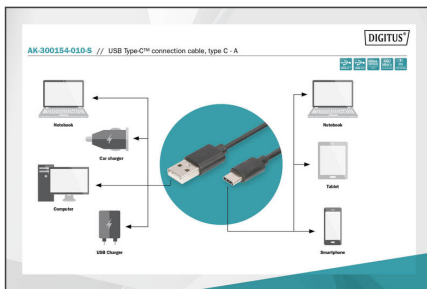 DIGITUS®
AK-300154-010-S // USB Type-C™ connection cable, type C - A
Notebook
Notebook
Car charger
Tablet
Computer
USB Charger
Smartphone